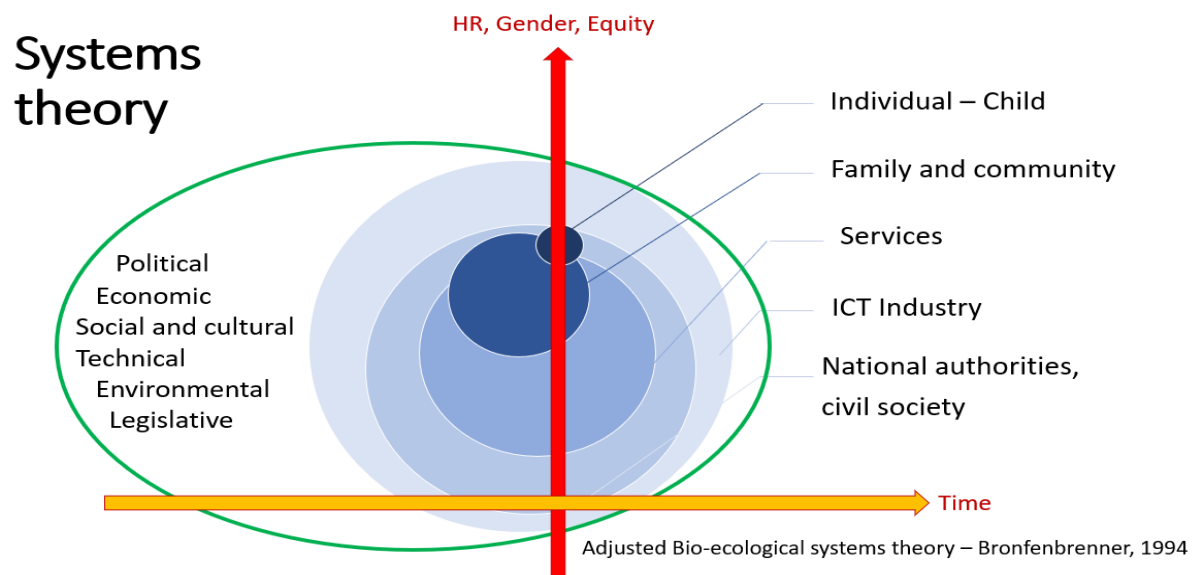 Systems
theory
HR, Gender, Equity
Individual – Child
Family and community
Services
ICT Industry
National authorities,
civil society
Political
Economic
Social and cultural
Technical
Environmental
Legislative
Time
Adjusted Bio-ecological systems theory – Bronfenbrenner, 1994